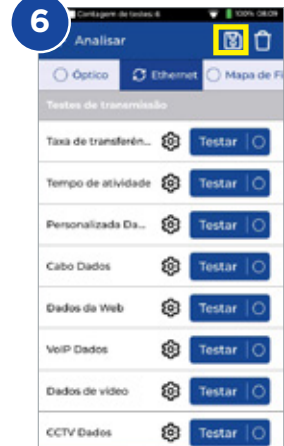 6
Contagem de testes: 6
100% 08:09
Analisar
Óptico Ethernet Mapa de Fi
Testes de transmissão
Taxa de transferên... Testar
Tempo de atividade Testar
Personalizada Da... Testar
Cabo Dados Testar
Dados da Web Testar
VoIP Dados Testar
Dados de vídeo Testar
CCTV Dados Testar